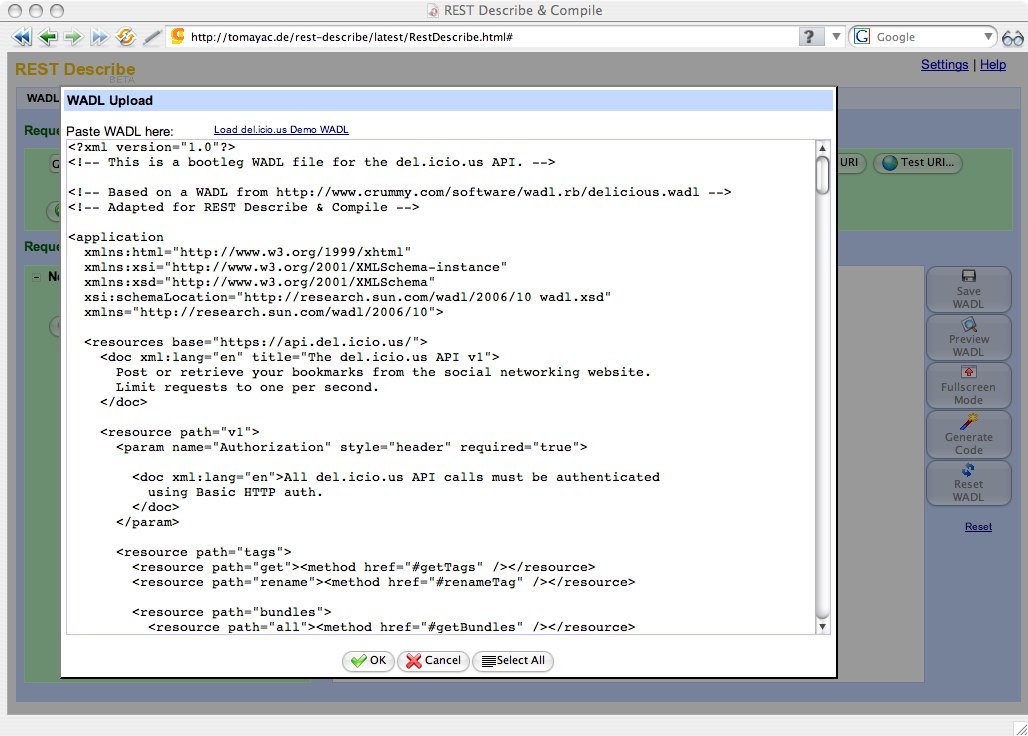 REST Describe & Compile
http://tomayac.de/rest-describe/latest/RestDescribe.html#
?
G
Google
REST Describe
BETA
Settings | Help
WADL
WADL Upload
Reque
Paste WADL here:
Load del.icio.us Demo WADL
<?xml version="1.0"?>
<!-- This is a bootleg WADL file for the del.icio.us API. -->
G
URI
Test URI...
<!-- Based on a WADL from http://www.crummy.com/software/wadl.rb/delicious.wadl -->
<!-- Adapted for REST Describe & Compile -->
<application
Reque
xmlns:html="http://www.w3.org/1999/xhtml"
xmlns:xsi="http://www.w3.org/2001/XMLSchema-instance"
xmlns:xsd="http://www.w3.org/2001/XMLSchema"
xsi:schemaLocation="http://research.sun.com/wadl/2006/10 wadl.xsd"
xmlns="http://research.sun.com/wadl/2006/10">
<resources base="https://api.del.icio.us/">
<doc xml:lang="en" title="The del.icio.us API v1">
Post or retrieve your bookmarks from the social networking website.
Limit requests to one per second.
</doc>
<resource path="v1">
<param name="Authorization" style="header" required="true">
<doc xml:lang="en">All del.icio.us API calls must be authenticated
using Basic HTTP auth.
</doc>
</param>
<resource path="tags">
<resource path="get"><method href="#getTags" /></resource>
<resource path="rename"><method href="#renameTag" /></resource>
<resource path="bundles">
<resource path="all"><method href="#getBundles" /></resource>
Save
WADL
Preview
WADL
Fullscreen
Mode
Generate
Code
Reset
WADL
Reset
OK
Cancel
Select All